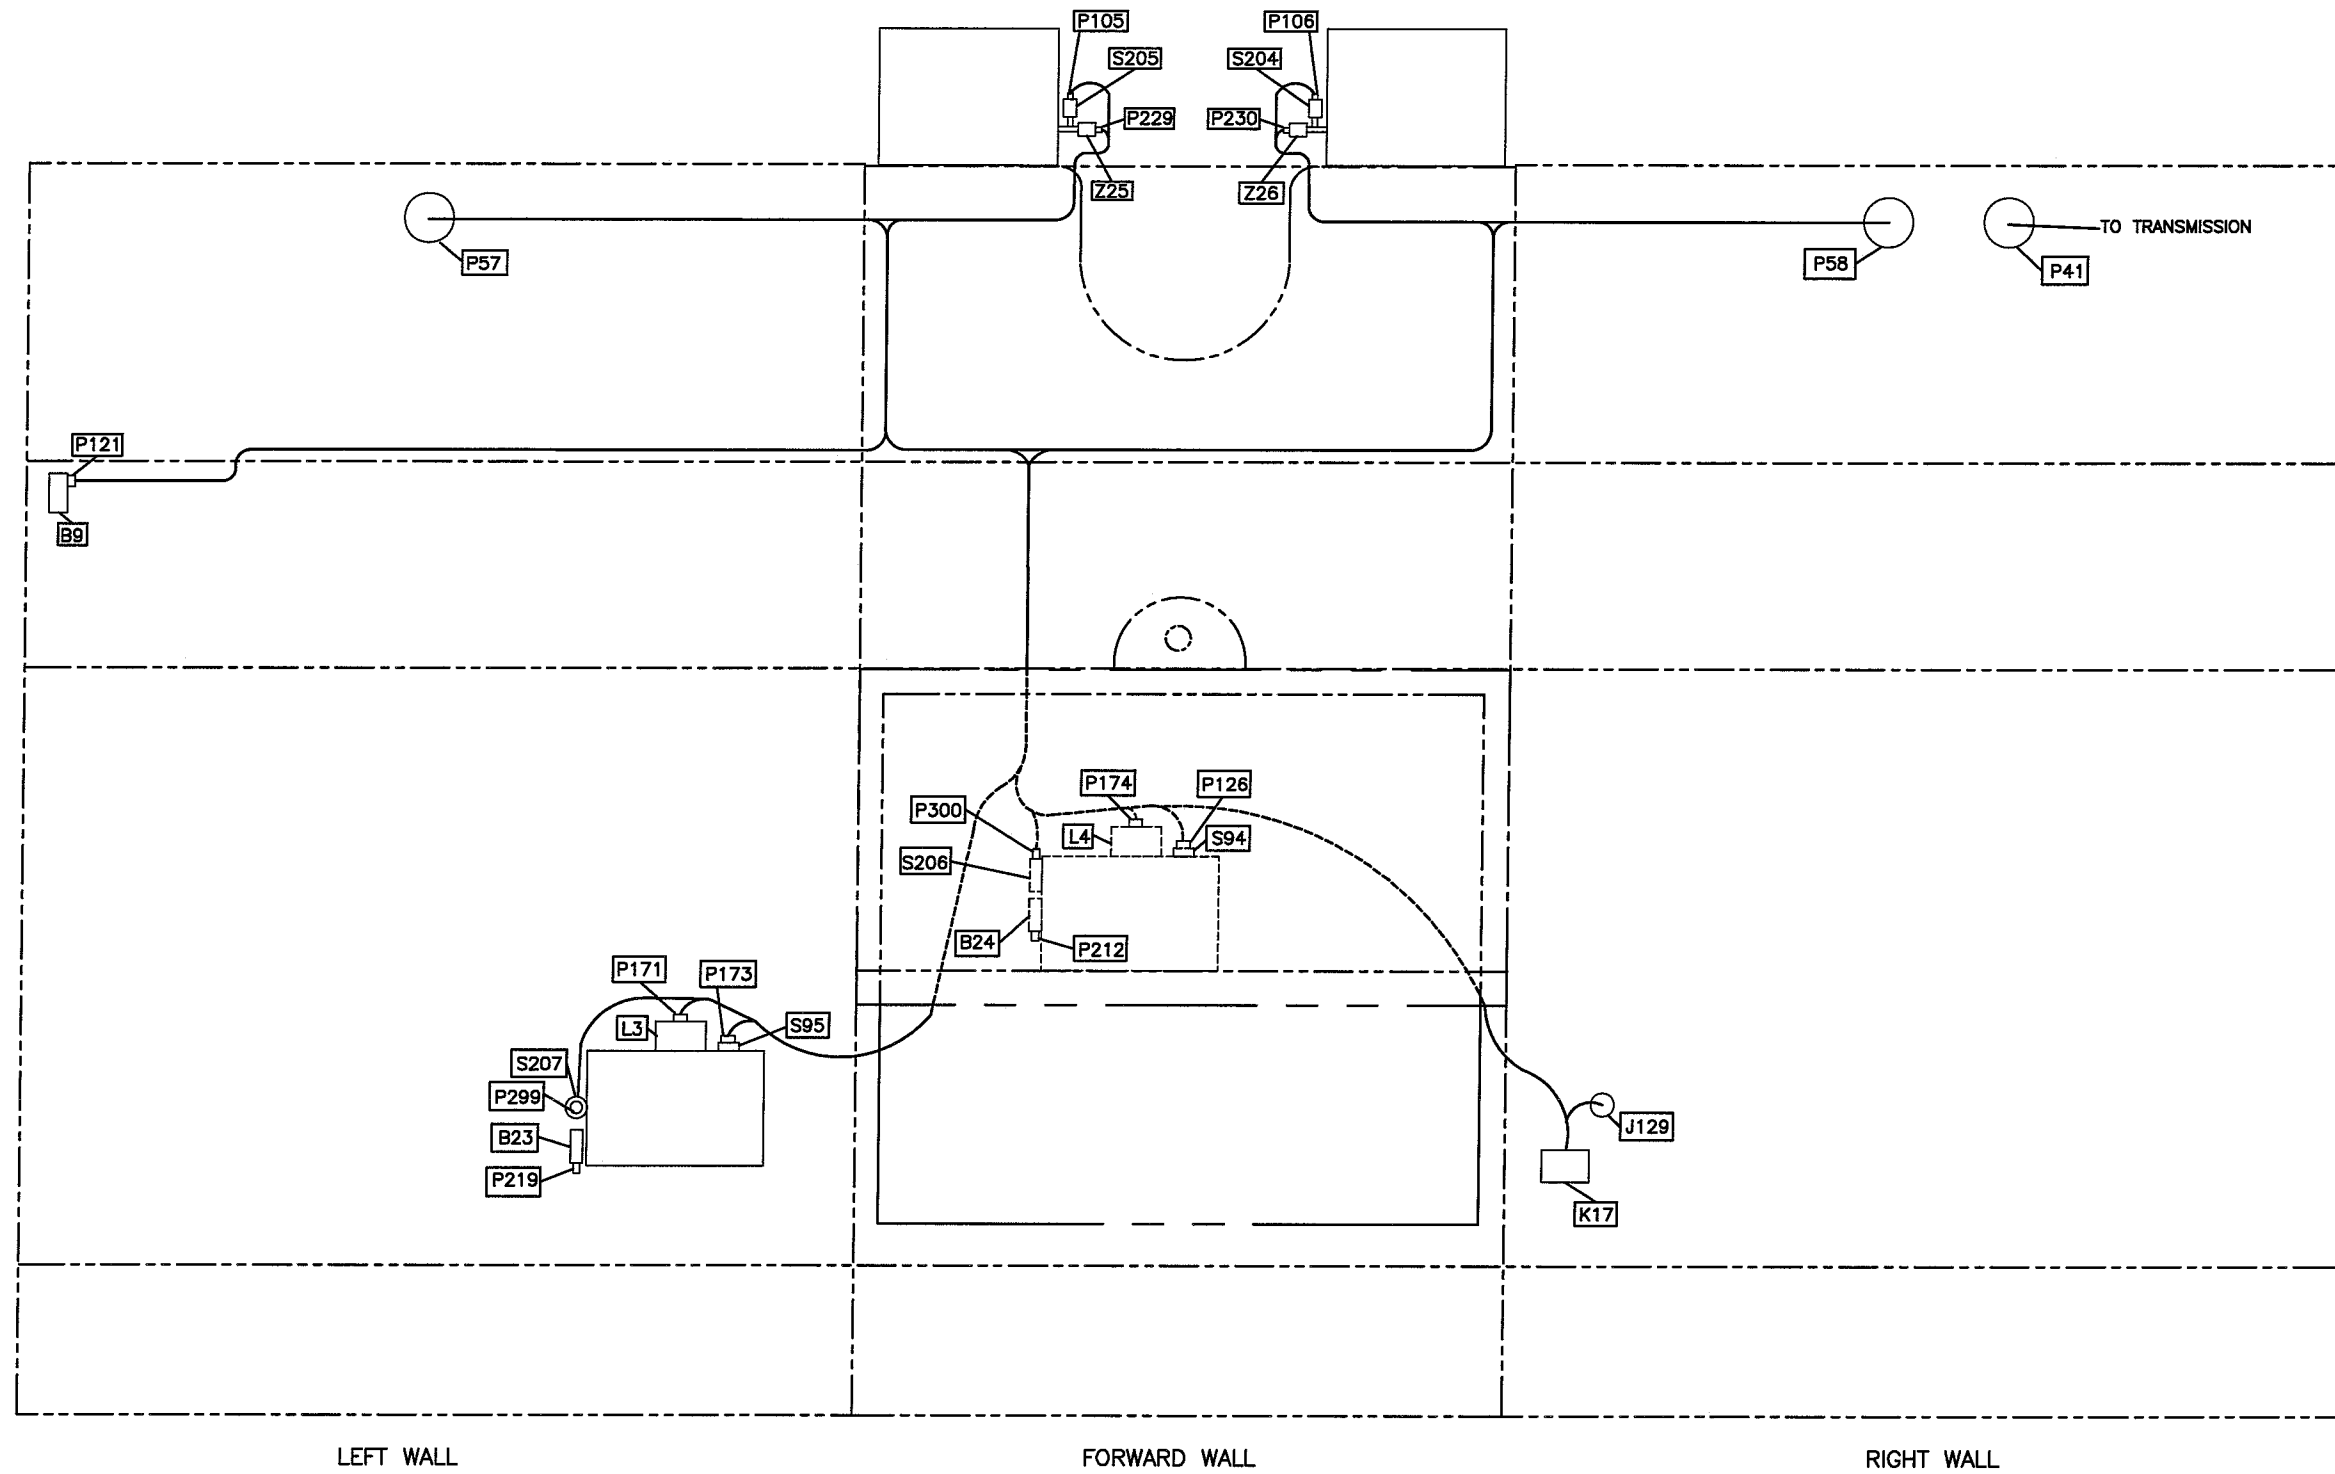 P105
P106
S205
S204
P229
P230
Z25
Z26
TO TRANSMISSION
P57
P58
P41
P121
B9
P174
P126
P300
L4
S94
S206
B24
P212
P171
P173
L3
S95
S207
P299
J129
B23
P219
K17
LEFT WALL
FORWARD WALL
RIGHT WALL